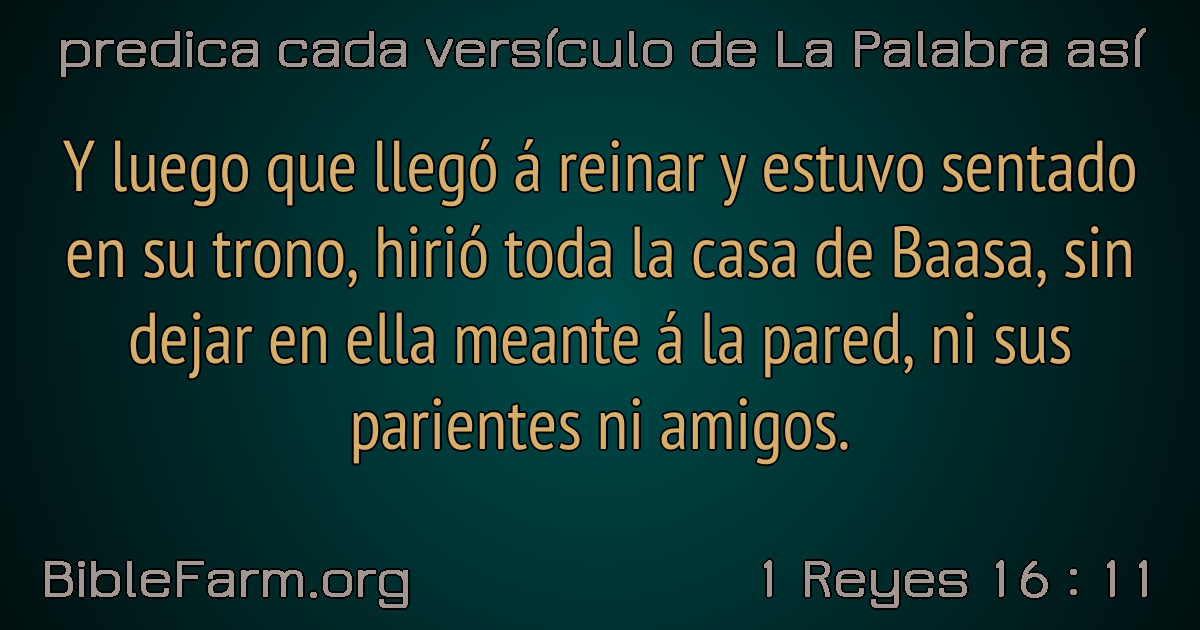 predica cada versículo de La Palabra así
Y luego que llegó á reinar y estuvo sentado
en su trono, hirió toda la casa de Baasa, sin
dejar en ella meante á la pared, ni sus
parientes ni amigos.
BibleFarm.org
1 Reyes 16 : 11